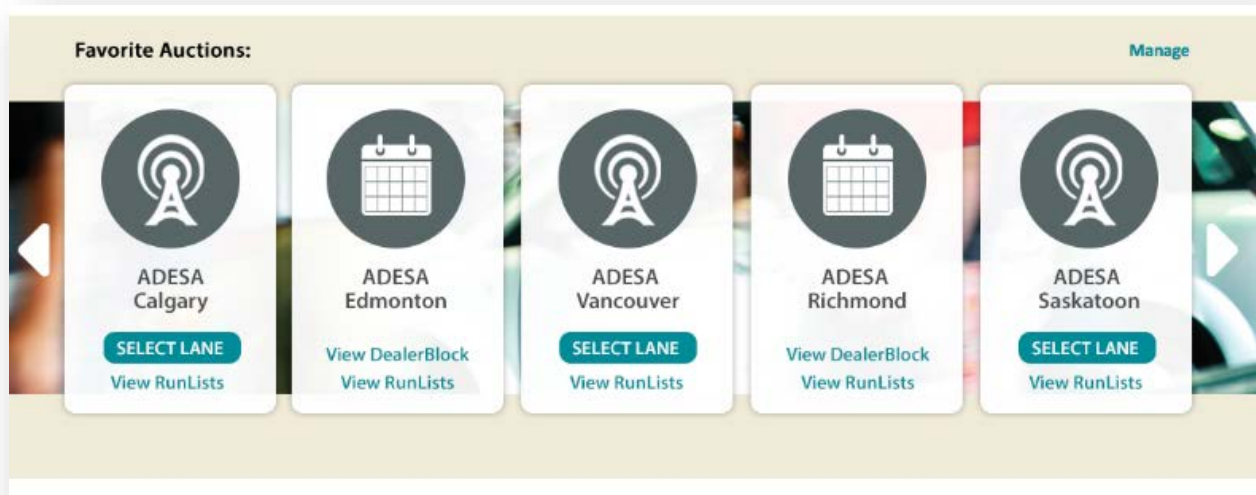 Favorite Auctions:
Manage
ADESA
Calgary
SELECT LANE
View RunLists
ADESA
Edmonton
View DealerBlock
View RunLists
ADESA
Vancouver
SELECT LANE
View RunLists
ADESA
Richmond
View DealerBlock
View RunLists
ADESA
Saskatoon
SELECT LANE
View RunLists